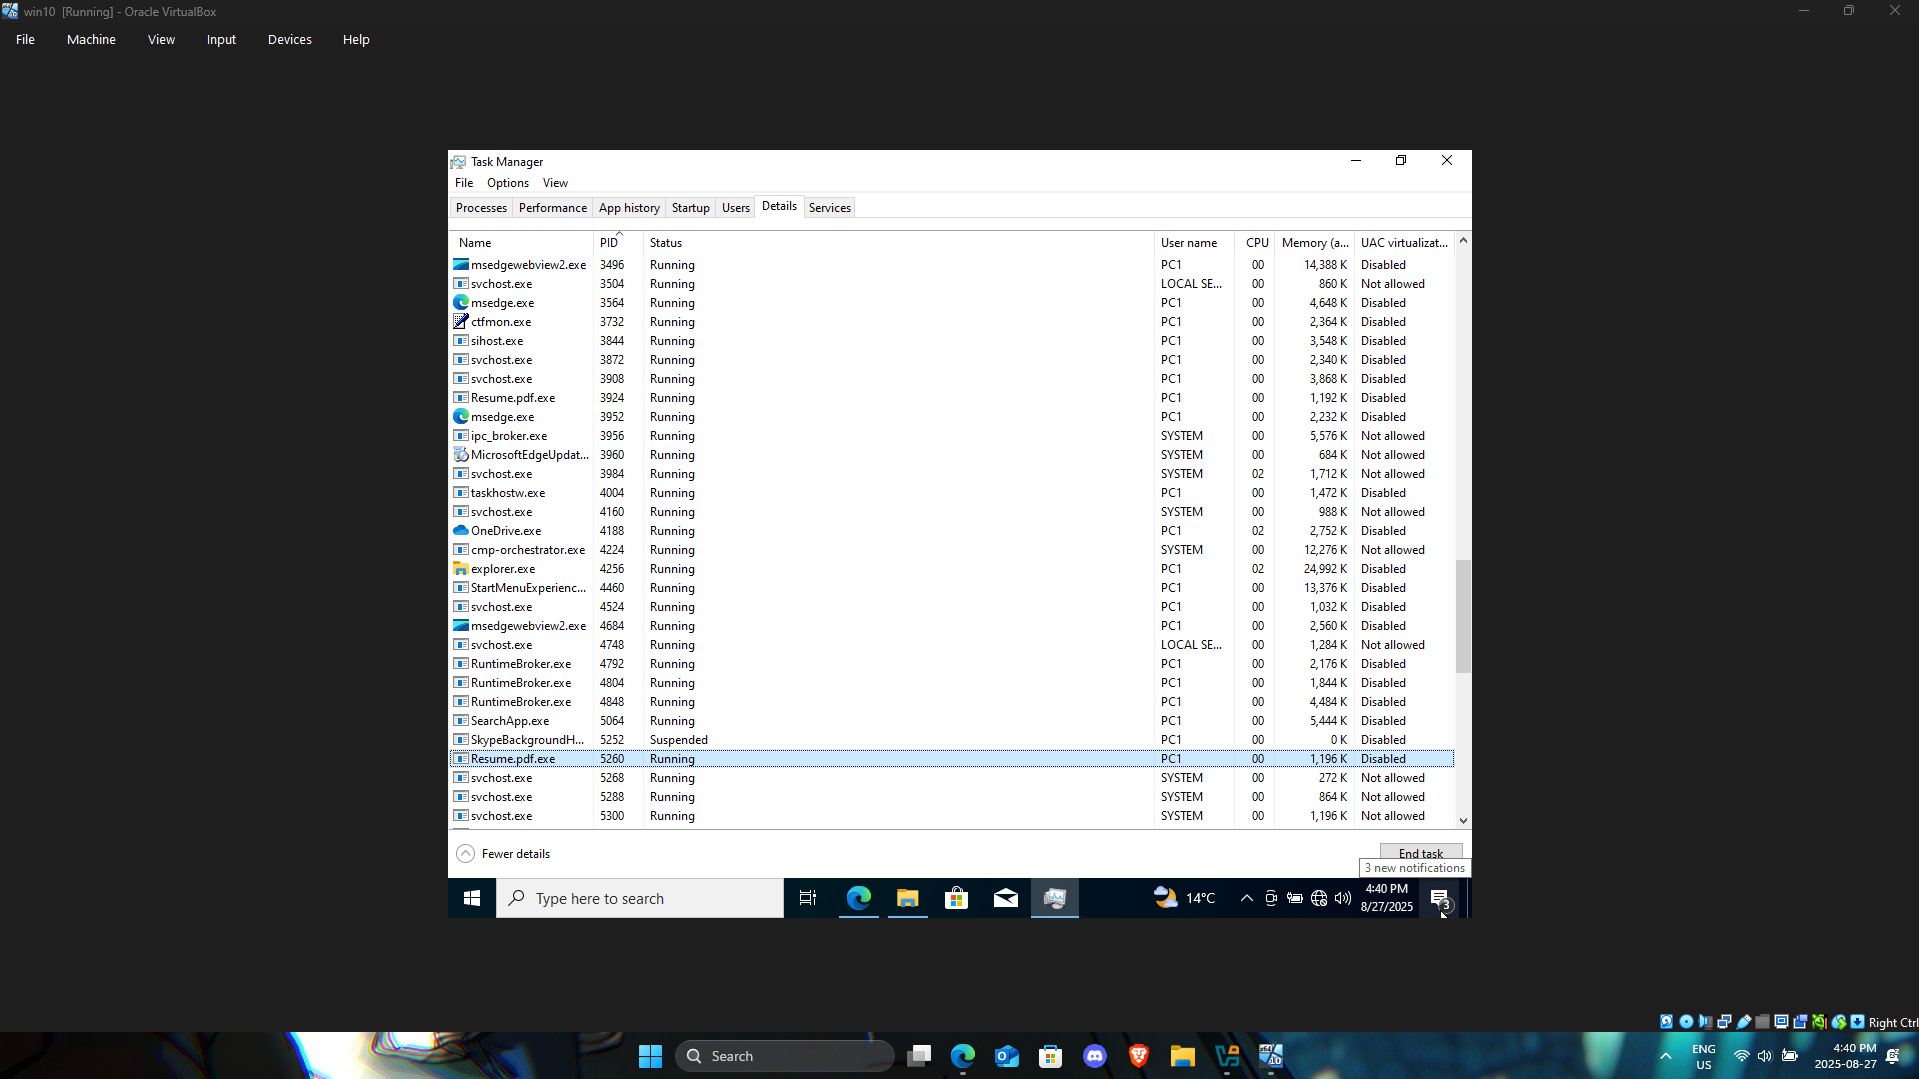 win10 [Running] - Oracle VirtualBox
File Machine View Input Devices Help
Task Manager
File Options View
Processes Performance App history Startup Users Details Services
Name PID Status User name CPU Memory (a... UAC virtualizat...
msedgewebview2.exe 3496 Running PC1 00 14,388 K Disabled
svchost.exe 3504 Running LOCAL SE... 00 860 K Not allowed
msedge.exe 3564 Running PC1 00 4,648 K Disabled
ctfmon.exe 3732 Running PC1 00 2,364 K Disabled
sihost.exe 3844 Running PC1 00 3,548 K Disabled
svchost.exe 3872 Running PC1 00 2,340 K Disabled
svchost.exe 3908 Running PC1 00 3,868 K Disabled
Resume.pdf.exe 3924 Running PC1 00 1,192 K Disabled
msedge.exe 3952 Running PC1 00 2,232 K Disabled
ipc_broker.exe 3956 Running SYSTEM 00 5,576 K Not allowed
MicrosoftEdgeUpdat... 3960 Running SYSTEM 00 684 K Not allowed
svchost.exe 3984 Running SYSTEM 02 1,712 K Not allowed
taskhostw.exe 4004 Running PC1 00 1,472 K Disabled
svchost.exe 4160 Running SYSTEM 00 988 K Not allowed
OneDrive.exe 4188 Running PC1 02 2,752 K Disabled
cmp-orchestrator.exe 4224 Running SYSTEM 00 12,276 K Not allowed
explorer.exe 4256 Running PC1 02 24,992 K Disabled
StartMenuExperienc... 4460 Running PC1 00 13,376 K Disabled
svchost.exe 4524 Running PC1 00 1,032 K Disabled
msedgewebview2.exe 4684 Running PC1 00 2,560 K Disabled
svchost.exe 4748 Running LOCAL SE... 00 1,284 K Not allowed
RuntimeBroker.exe 4792 Running PC1 00 2,176 K Disabled
RuntimeBroker.exe 4804 Running PC1 00 1,844 K Disabled
RuntimeBroker.exe 4848 Running PC1 00 4,484 K Disabled
SearchApp.exe 5064 Running PC1 00 5,444 K Disabled
SkypeBackgroundH... 5252 Suspended PC1 00 0 K Disabled
Resume.pdf.exe 5260 Running PC1 00 1,196 K Disabled
svchost.exe 5268 Running SYSTEM 00 272 K Not allowed
svchost.exe 5288 Running SYSTEM 00 864 K Not allowed
svchost.exe 5300 Running SYSTEM 00 1,196 K Not allowed
Fewer details End task
3 new notifications
Type here to search 14°C 4:40 PM
8/27/2025 3
Right Ctrl
Search ENG
US 4:40 PM
2025-08-27